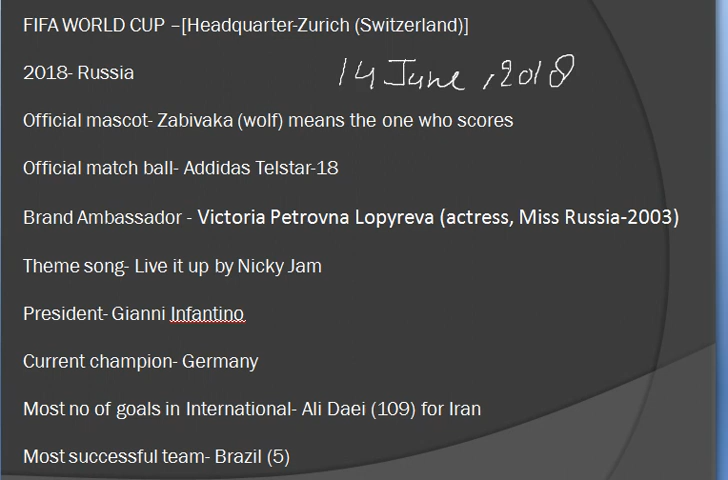 FIFA WORLD CUP –[Headquarter-Zurich (Switzerland)]
2018- Russia 14 June ,2018
Official mascot- Zabivaka (wolf) means the one who scores
Official match ball- Addidas Telstar-18
Brand Ambassador - Victoria Petrovna Lopyreva (actress, Miss Russia-2003)
Theme song- Live it up by Nicky Jam
President- Gianni Infantino
Current champion- Germany
Most no of goals in International- Ali Daei (109) for Iran
Most successful team- Brazil (5)